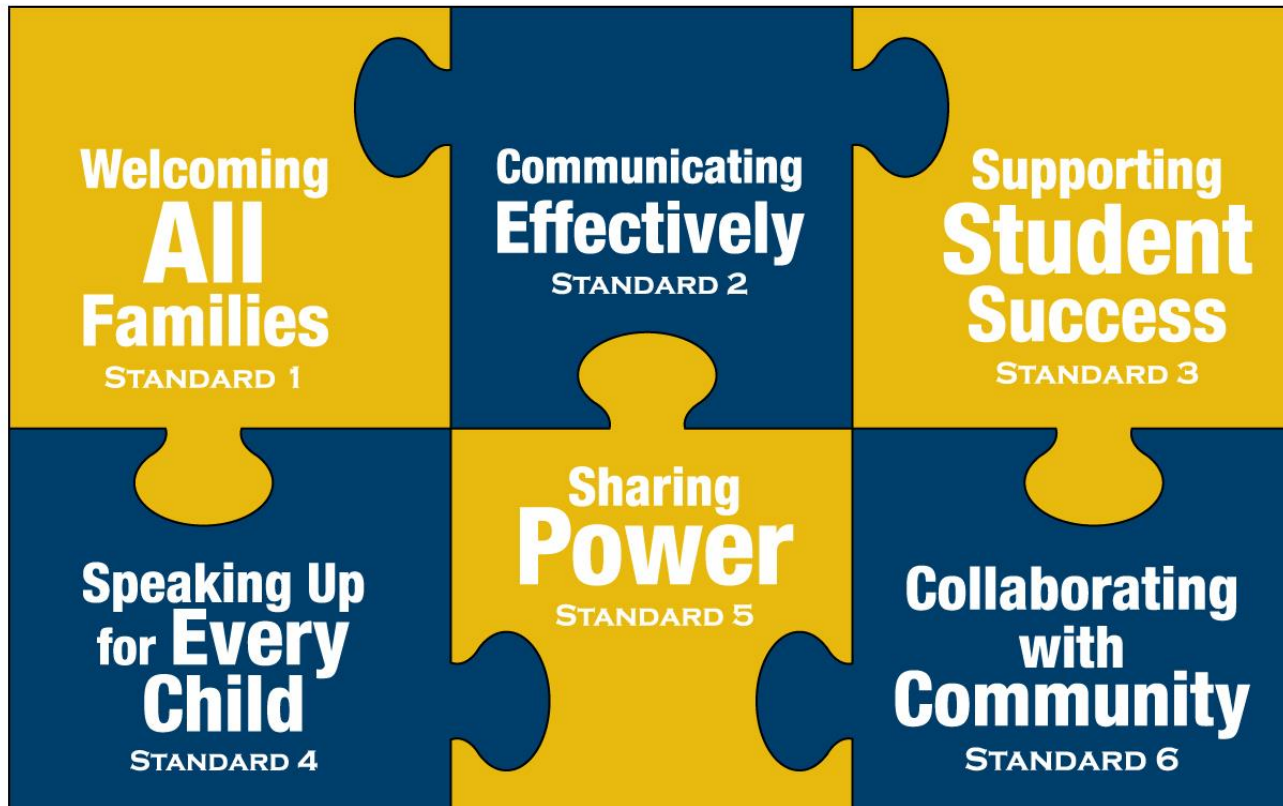 Welcoming
All
Families
STANDARD 1
Communicating
Effectively
STANDARD 2
Supporting
Student
Success
STANDARD 3
Speaking Up
for Every
Child
STANDARD 4
Sharing
Power
STANDARD 5
Collaborating
with
Community
STANDARD 6